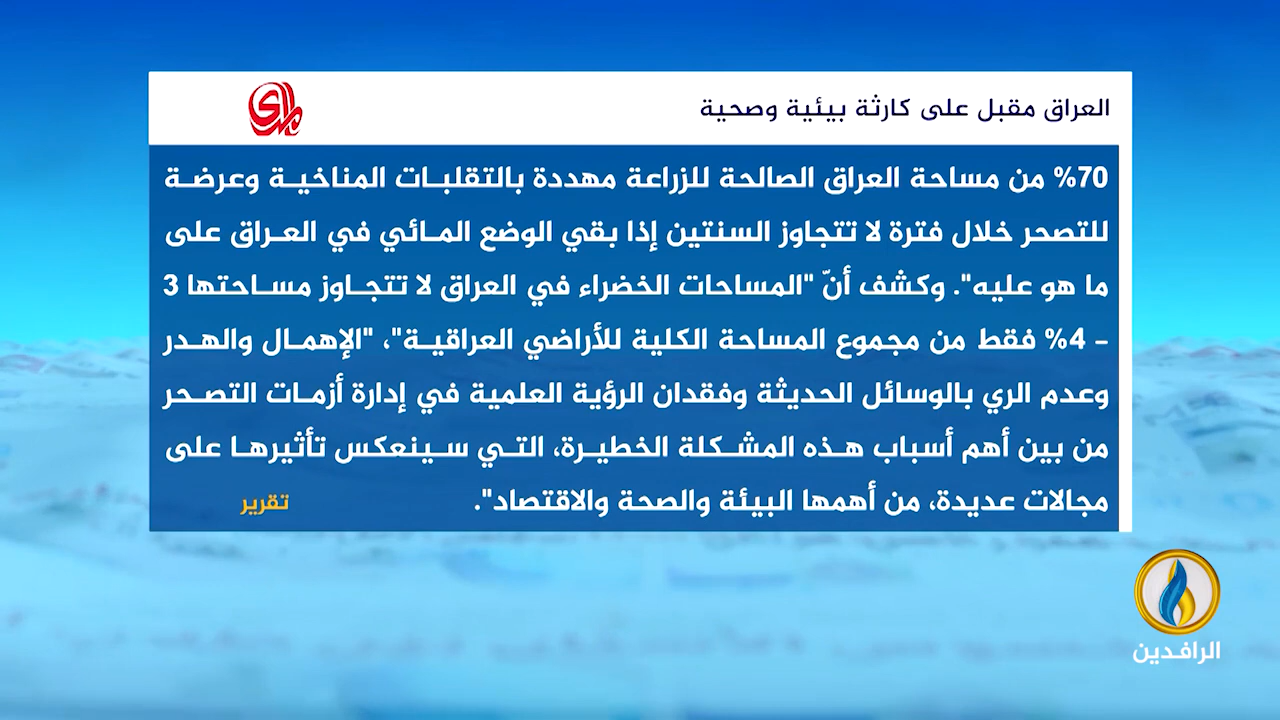 العراق مقبل على كارثة بيئية وصحية
المدى
70% من مساحة العراق الصالحة للزراعة مهددة بالتقلبات المناخية وعرضة
للتصحر خلال فترة لا تتجاوز السنتين إذا بقي الوضع المائي في العراق على
ما هو عليه". وكشف أنّ "المساحات الخضراء في العراق لا تتجاوز مساحتها 3
– 4% فقط من مجموع المساحة الكلية للأراضي العراقية"، "الإهمال والهدر
وعدم الري بالوسائل الحديثة وفقدان الرؤية العلمية في إدارة أزمات التصحر
من بين أهم أسباب هذه المشكلة الخطيرة، التي سينعكس تأثيرها على
مجالات عديدة، من أهمها البيئة والصحة والاقتصاد".
تقرير
الرافدين